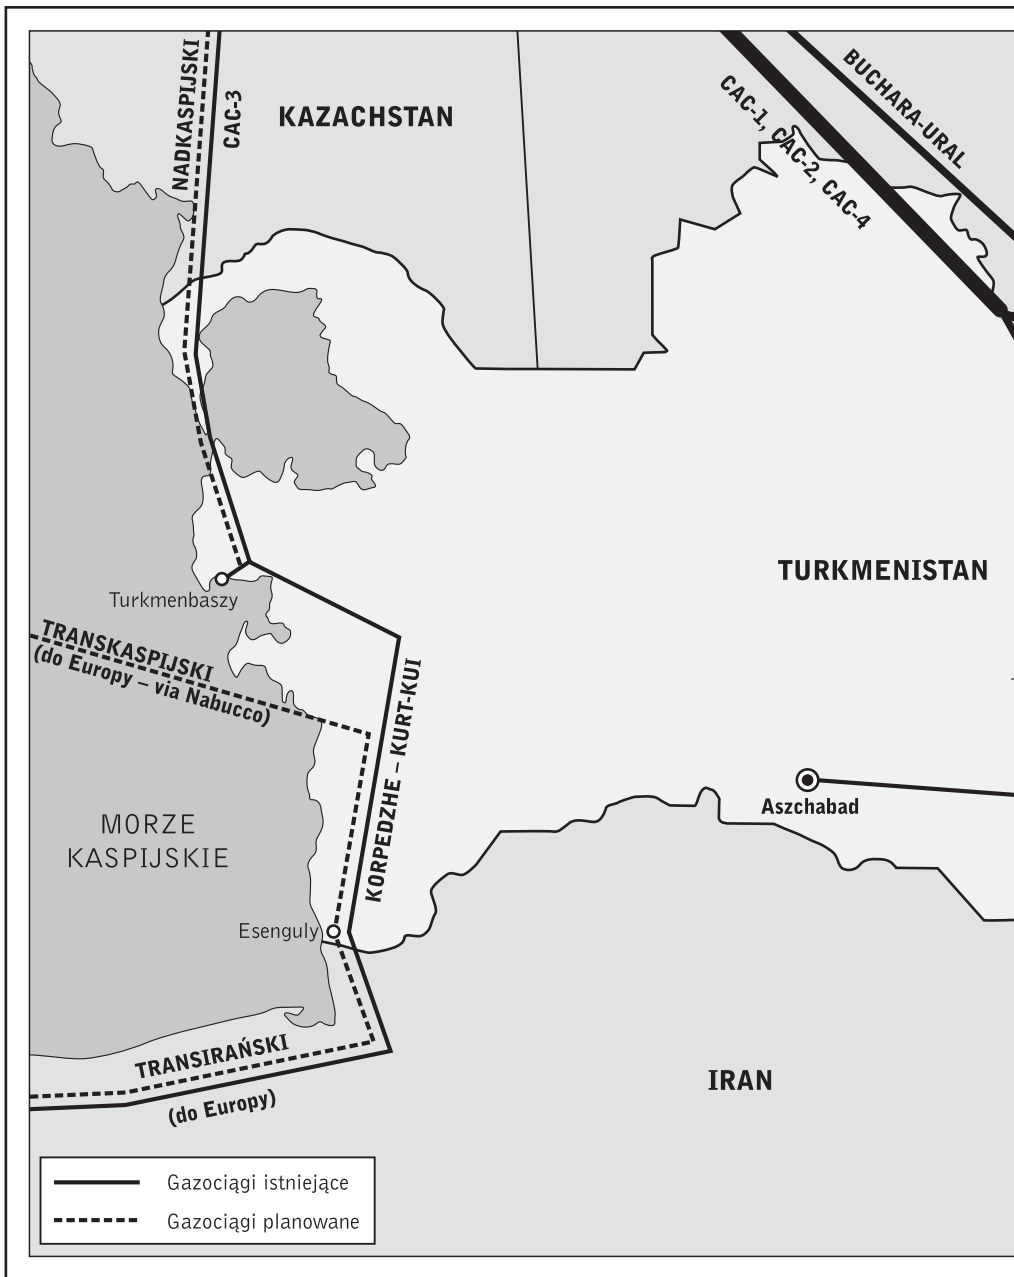 NADKASPIJSKI
CAC-3
KAZACHSTAN
BUCHARA-URAL
CAC-1, CAC-2, CAC-4
TURKMENISTAN
Turkmenbaszy
TRANSKASPIJSKI
(do Europy – via Nabucco)
KORPEDZHE – KURT-KUI
Aszchabad
MORZE
KASPIJSKIE
Esenguly
TRANSIRAŃSKI
(do Europy)
IRAN
Gazociągi istniejące
Gazociągi planowane